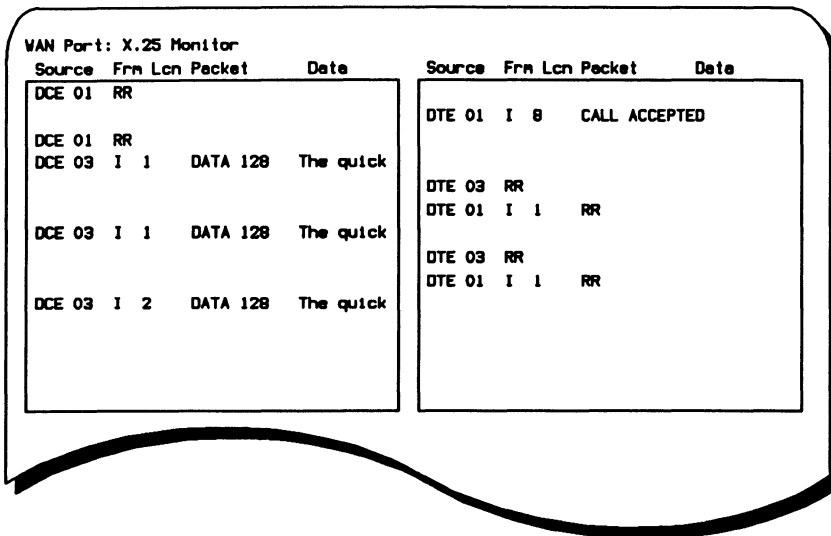 WAN Port: X.25 Monitor
Source Frm Lcn Packet Data
DCE 01 RR
DCE 01 RR
DCE 03 I 1 DATA 128 The quick
DCE 03 I 1 DATA 128 The quick
DCE 03 I 2 DATA 128 The quick
Source Frm Lcn Packet Data
DTE 01 I 8 CALL ACCEPTED
DTE 03 RR
DTE 01 I 1 RR
DTE 03 RR
DTE 01 I 1 RR